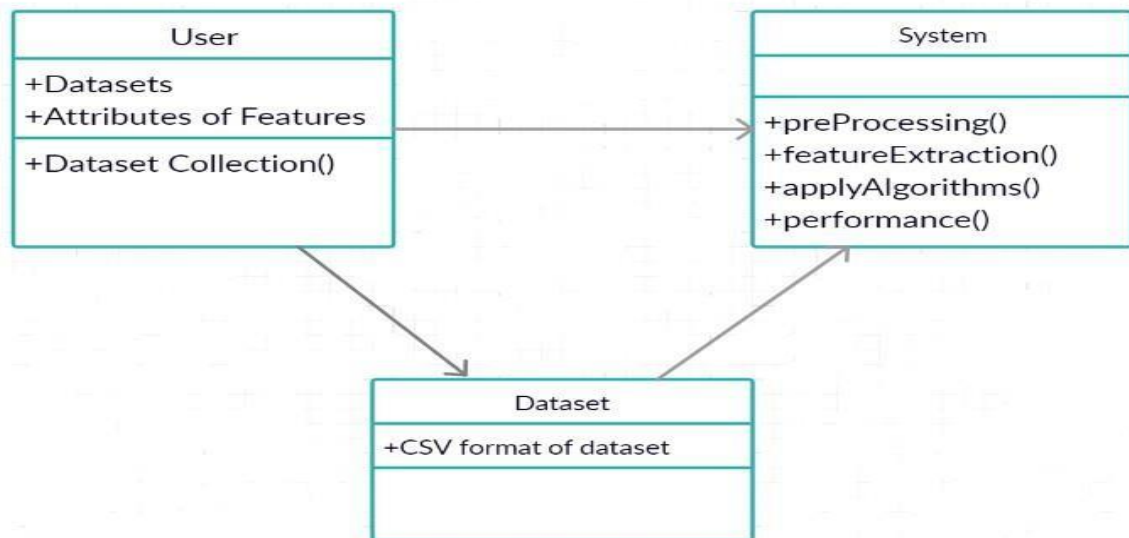 User
+Datasets
+Attributes of Features
+Dataset Collection()
System
+preProcessing()
+featureExtraction()
+applyAlgorithms()
+performance()
Dataset
+CSV format of dataset